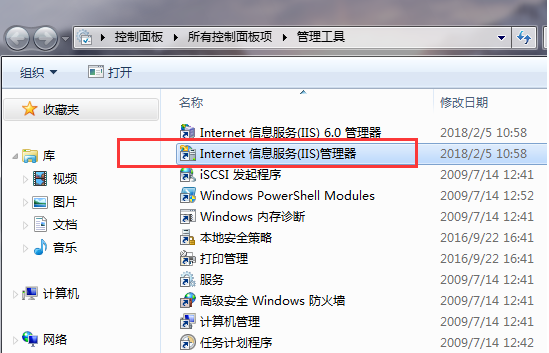 控制面板 ▸ 所有控制面板项 ▸ 管理工具
组织 打开
收藏夹
库
视频
图片
文档
音乐
计算机
网络
名称 修改日期
Internet 信息服务(IIS) 6.0 管理器 2018/2/5 10:58
Internet 信息服务(IIS)管理器 2018/2/5 10:58
iSCSI 发起程序 2009/7/14 12:41
Windows PowerShell Modules 2009/7/14 12:52
Windows 内存诊断 2009/7/14 12:41
本地安全策略 2016/9/22 16:41
打印管理 2016/9/22 16:41
服务 2009/7/14 12:41
高级安全 Windows 防火墙 2009/7/14 12:41
计算机管理 2009/7/14 12:41
任务计划程序 2009/7/14 12:42